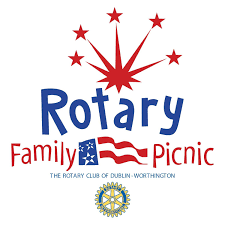 Rotary
Family Picnic
THE ROTARY CLUB OF DUBLIN-WORTHINGTON